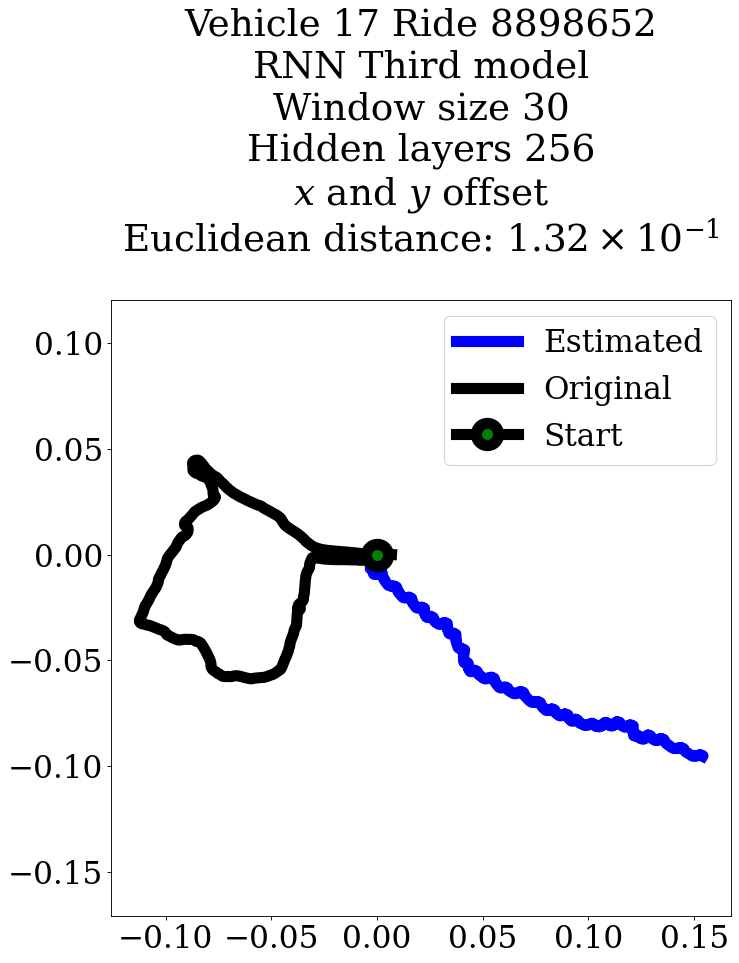 Vehicle 17 Ride 8898652
RNN Third model
Window size 30
Hidden layers 256
x and y offset
Euclidean distance: 1.32 × 10⁻¹
Estimated
Original
Start
0.10
0.05
0.00
−0.05
−0.10
−0.15
−0.10 −0.05 0.00 0.05 0.10 0.15